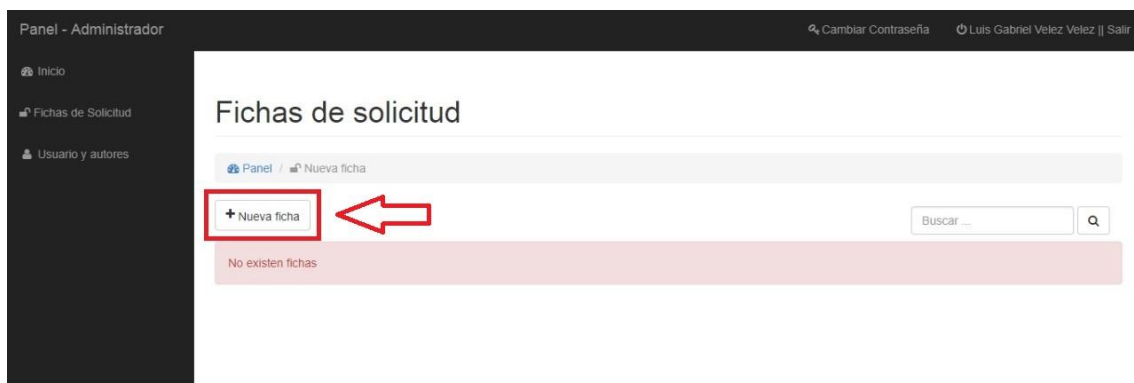 Panel - Administrador
Cambiar Contraseña
Luis Gabriel Velez Velez || Salir
Inicio
Fichas de Solicitud
Usuario y autores
Fichas de solicitud
Panel / Nueva ficha
+ Nueva ficha
Buscar ...
No existen fichas